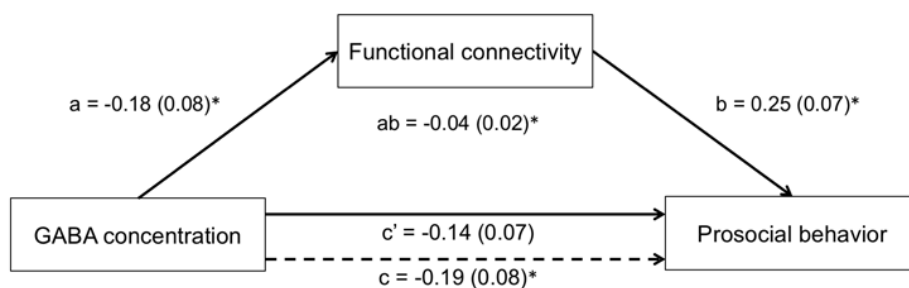 Functional connectivity
a = -0.18 (0.08)*
b = 0.25 (0.07)*
ab = -0.04 (0.02)*
GABA concentration
c’ = -0.14 (0.07)
Prosocial behavior
c = -0.19 (0.08)*